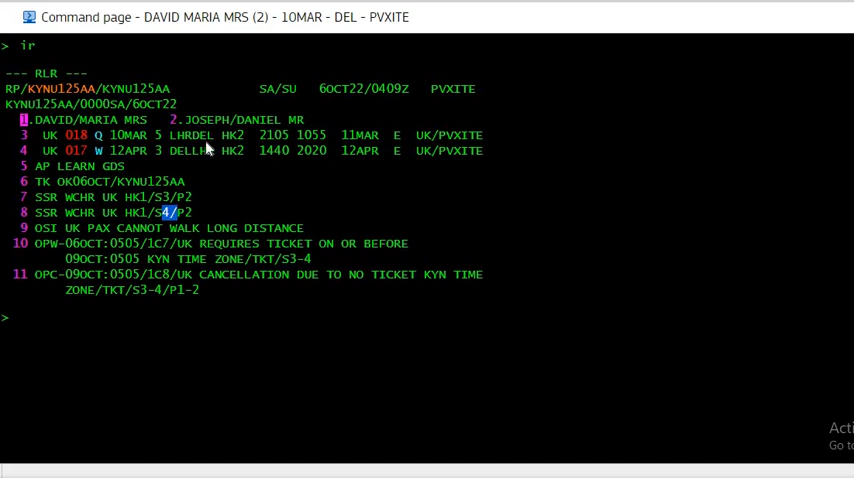 Command page - DAVID MARIA MRS (2) - 10MAR - DEL - PVXITE
> ir
--- RLR ---
RP/KYNU125AA/KYNU125AA SA/SU 6OCT22/0409Z PVXITE
KYNU125AA/0000SA/6OCT22
1.DAVID/MARIA MRS 2.JOSEPH/DANIEL MR
3 UK 018 Q 10MAR 5 LHRDEL HK2 2105 1055 11MAR E UK/PVXITE
4 UK 017 W 12APR 3 DELLHR HK2 1440 2020 12APR E UK/PVXITE
5 AP LEARN GDS
6 TK OK06OCT/KYNU125AA
7 SSR WCHR UK HK1/S3/P2
8 SSR WCHR UK HK1/S4/P2
9 OSI UK PAX CANNOT WALK LONG DISTANCE
10 OPW-06OCT:0505/1C7/UK REQUIRES TICKET ON OR BEFORE
09OCT:0505 KYN TIME ZONE/TKT/S3-4
11 OPC-09OCT:0505/1C8/UK CANCELLATION DUE TO NO TICKET KYN TIME
ZONE/TKT/S3-4/P1-2
>